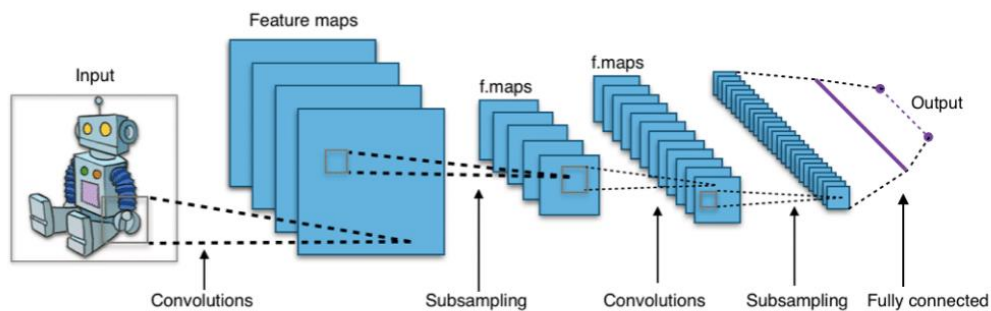 Feature maps
Input
f.maps
f.maps
Output
Convolutions
Subsampling
Convolutions
Subsampling
Fully connected